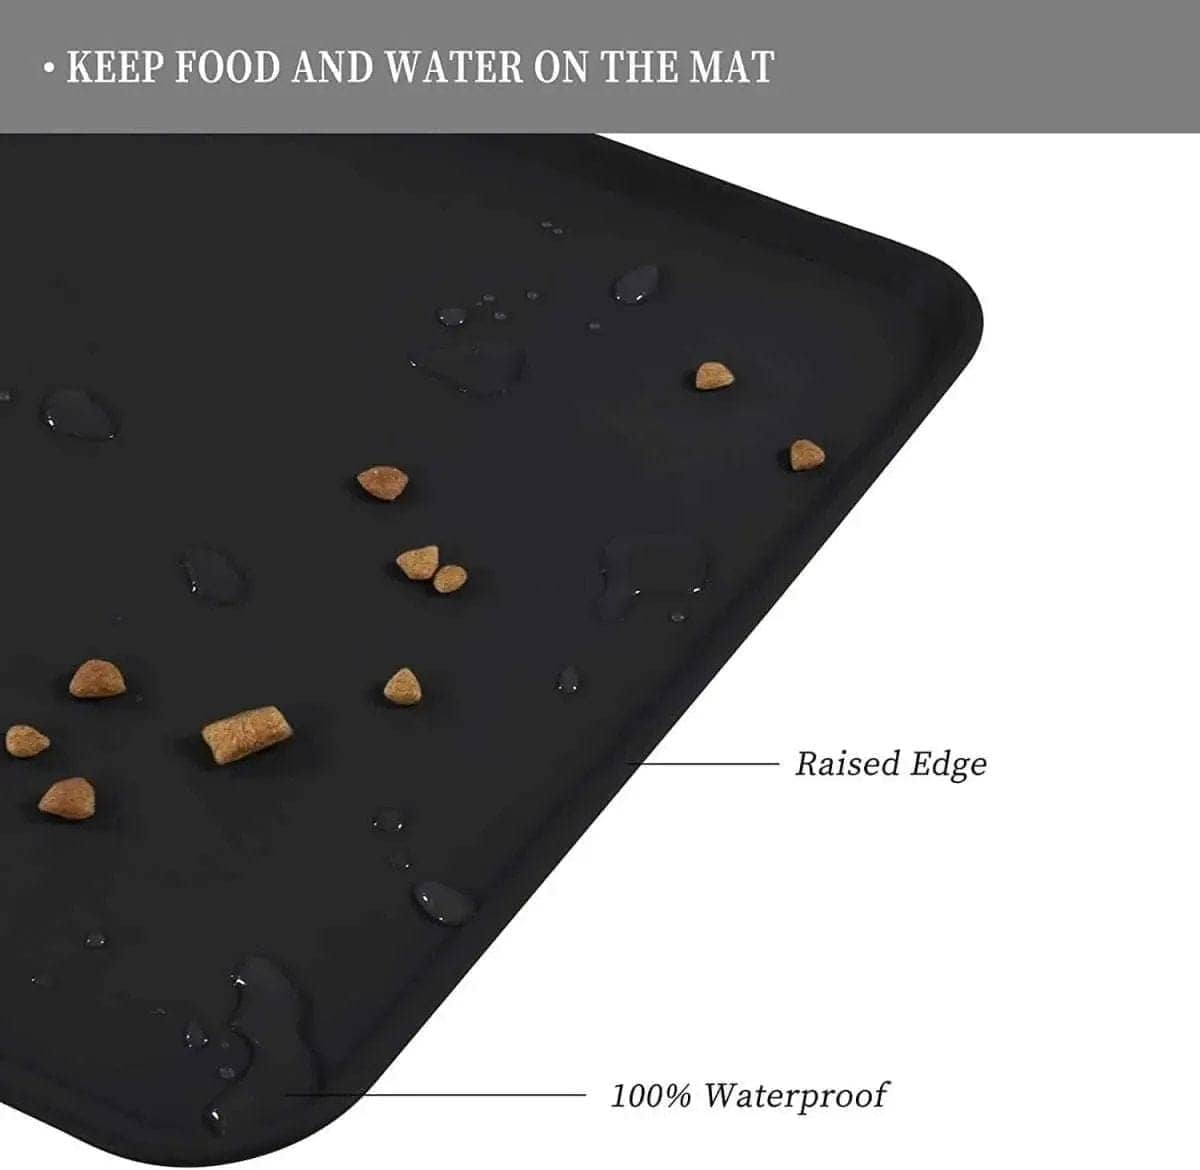 • KEEP FOOD AND WATER ON THE MAT
Raised Edge
100% Waterproof